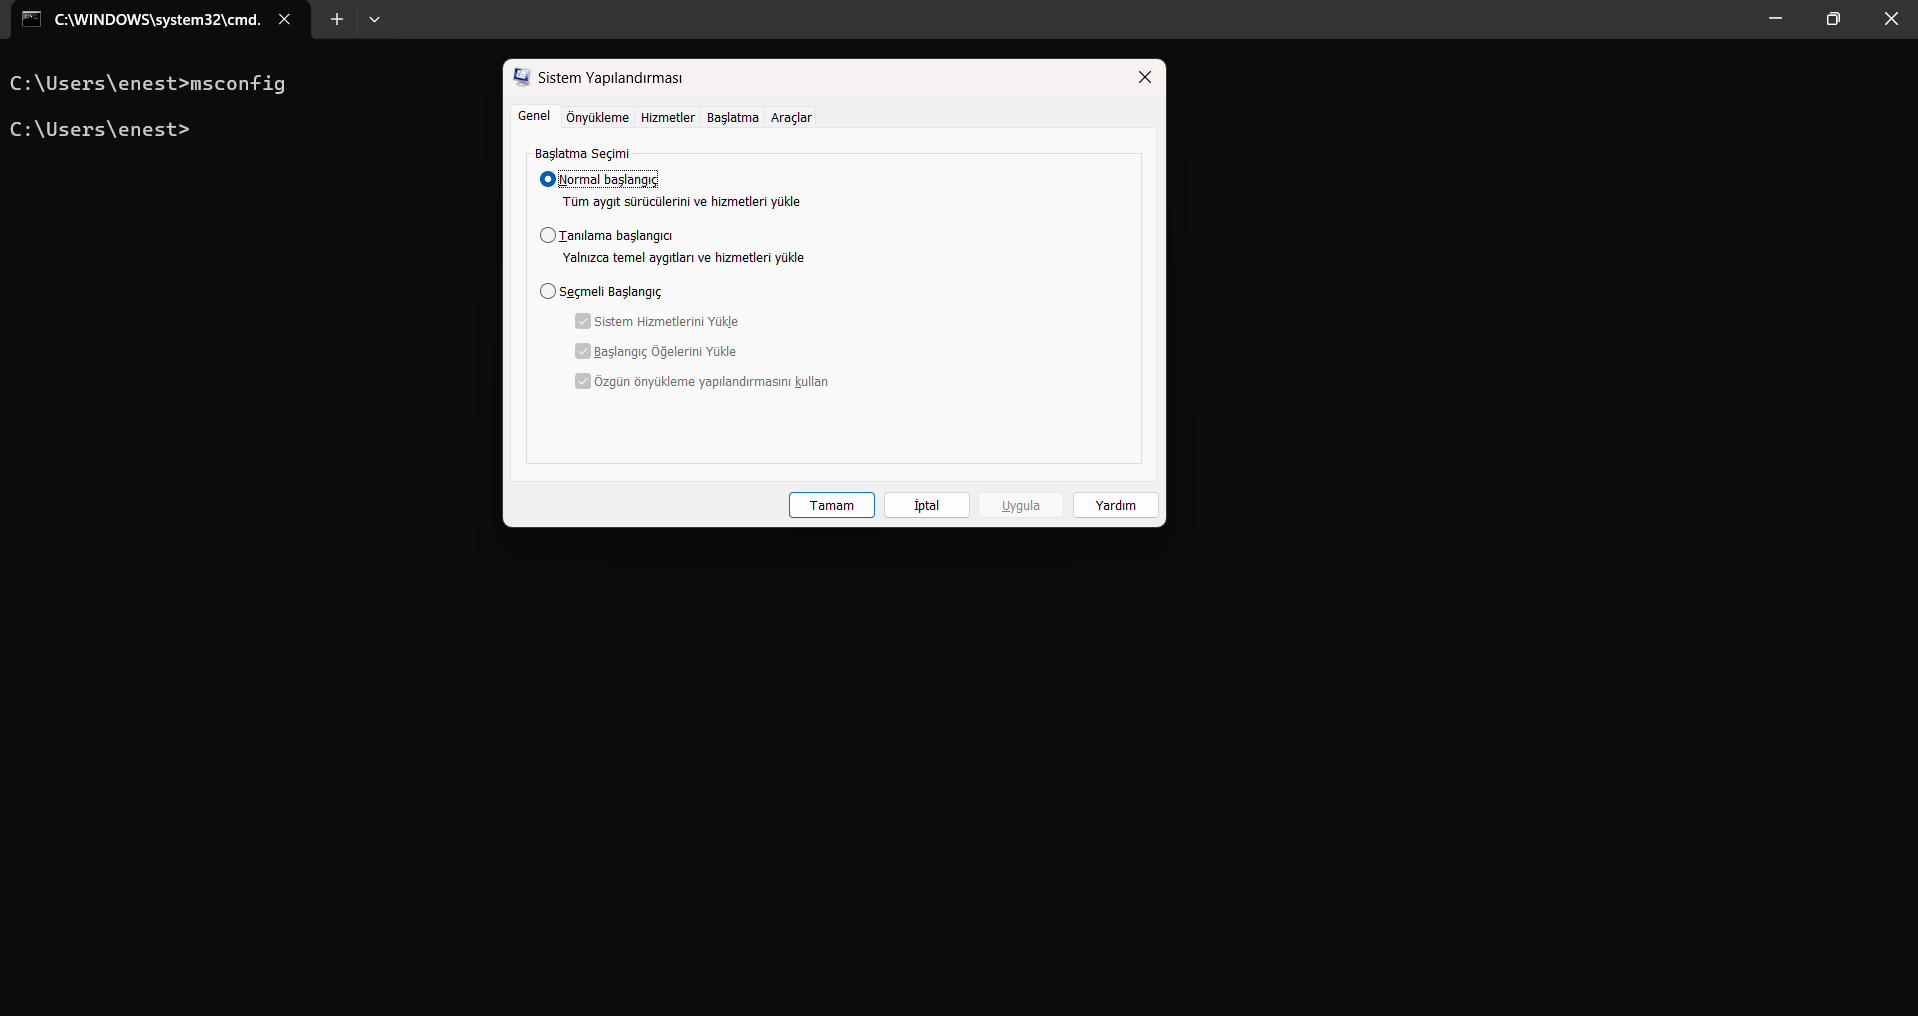 C:\WINDOWS\system32\cmd.
C:\Users\enest>msconfig
C:\Users\enest>
Sistem Yapılandırması
Genel Önyükleme Hizmetler Başlatma Araçlar
Başlatma Seçimi
Normal başlangıç
Tüm aygıt sürücülerini ve hizmetleri yükle
Tanılama başlangıcı
Yalnızca temel aygıtları ve hizmetleri yükle
Seçmeli Başlangıç
Sistem Hizmetlerini Yükle
Başlangıç Öğelerini Yükle
Özgün önyükleme yapılandırmasını kullan
Tamam İptal Uygula Yardım